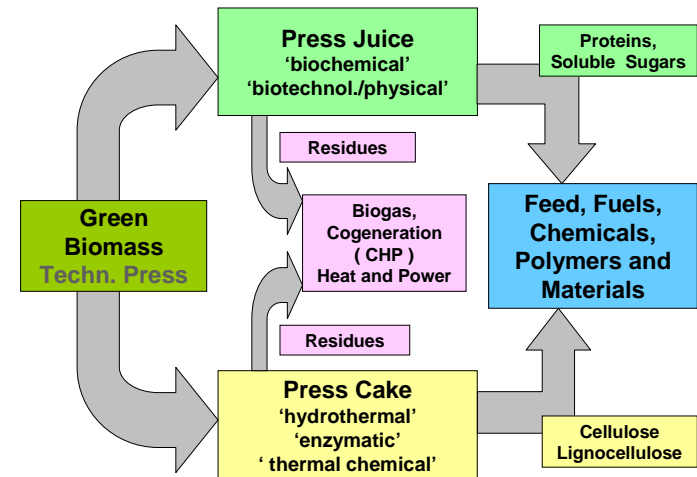 Press Juice
‘biochemical’
‘biotechnol./physical’
Proteins,
Soluble Sugars
Residues
Green
Biomass
Techn. Press
Biogas,
Cogeneration
( CHP )
Heat and Power
Feed, Fuels,
Chemicals,
Polymers and
Materials
Residues
Press Cake
‘hydrothermal’
‘enzymatic’
‘ thermal chemical’
Cellulose
Lignocellulose